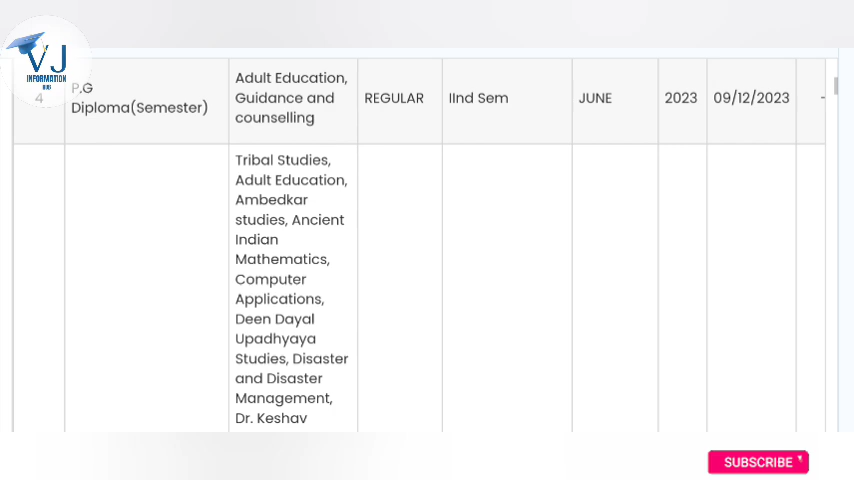 VJ
INFORMATION
HUB
4
P.G
Diploma(Semester)
Adult Education,
Guidance and
counselling
REGULAR
IInd Sem
JUNE
2023
09/12/2023
-
Tribal Studies,
Adult Education,
Ambedkar
studies, Ancient
Indian
Mathematics,
Computer
Applications,
Deen Dayal
Upadhyaya
Studies, Disaster
and Disaster
Management,
Dr. Keshav
SUBSCRIBE